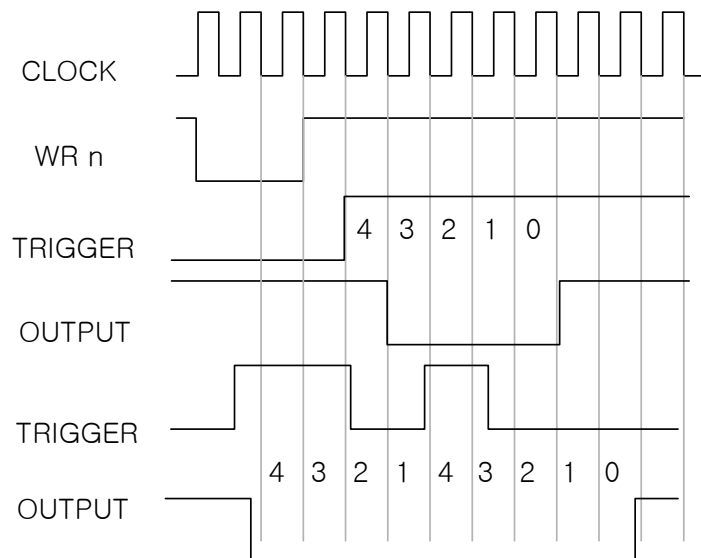 CLOCK
WR n
TRIGGER
4 3 2 1 0
OUTPUT
TRIGGER
4 3 2 1 4 3 2 1 0
OUTPUT